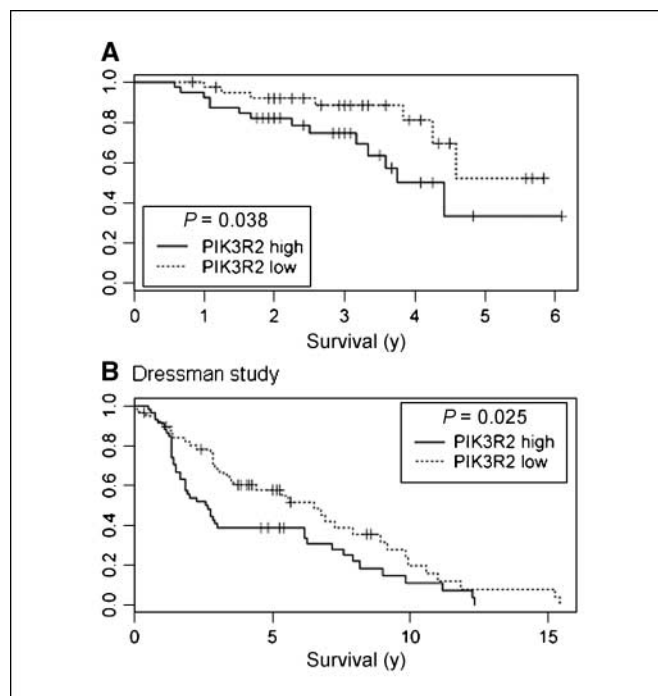 A
1.0
0.8
0.6
0.4
0.2
0.0
P = 0.038
PIK3R2 high
PIK3R2 low
0 1 2 3 4 5 6
Survival (y)
B Dressman study
1.0
0.8
0.6
0.4
0.2
0.0
P = 0.025
PIK3R2 high
PIK3R2 low
0 5 10 15
Survival (y)